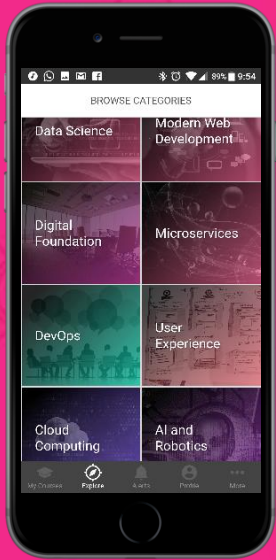 89% 9:54
BROWSE CATEGORIES
Data Science
Modern Web
Development
Digital
Foundation
Microservices
DevOps
User
Experience
Cloud
Computing
AI and
Robotics
My Courses
Explore
Alerts
Profile
More